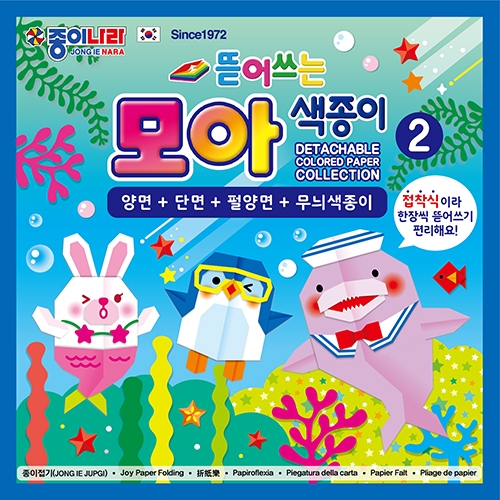 종이나라
JONG IE NARA
Since1972
뜯어쓰는
모아
색종이
DETACHABLE
COLORED PAPER
COLLECTION
2
양면 + 단면 + 펄양면 + 무늬색종이
접착식이라
한장씩 뜯어쓰기
편리해요!
종이접기(JONG IE JUPGI) • Joy Paper Folding • 折紙樂 • Papiroflexia • Piegatura della carta • Papier Falt • Pliage de papier